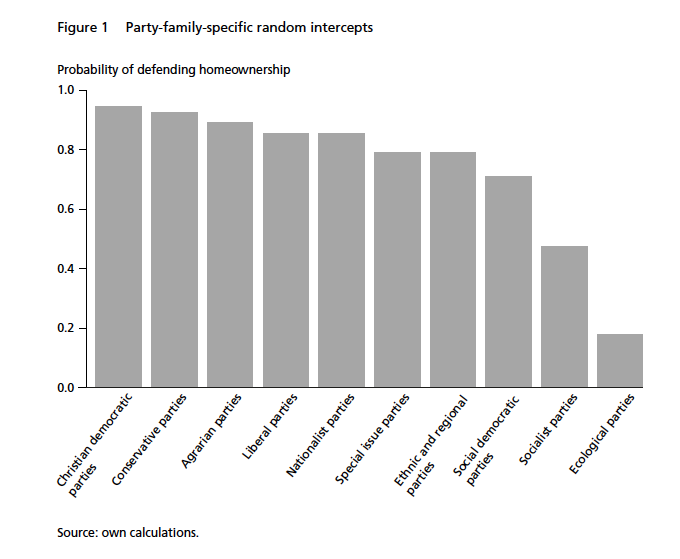 Figure 1 Party-family-specific random intercepts
Probability of defending homeownership
1.0
0.8
0.6
0.4
0.2
0.0
Christian democratic
parties
Conservative parties
Agrarian parties
Liberal parties
Nationalist parties
Special issue parties
Ethnic and regional
parties
Social democratic
parties
Socialist parties
Ecological parties
Source: own calculations.